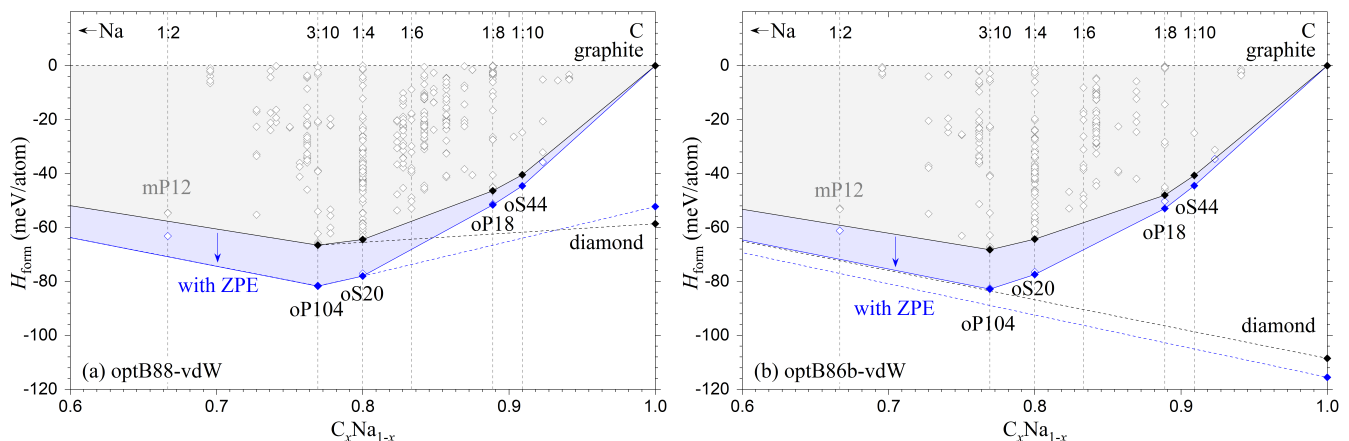 ←Na 1:2 3:10 1:4 1:6 1:8 1:10 C
graphite
0
-20
-40
-60
-80
-100
-120
H_form (meV/atom)
mP12
with ZPE
oP104
oS20
oP18
oS44
diamond
(a) optB88-vdW
0.6 0.7 0.8 0.9 1.0
C_xNa_{1-x}
←Na 1:2 3:10 1:4 1:6 1:8 1:10 C
graphite
0
-20
-40
-60
-80
-100
-120
H_form (meV/atom)
mP12
with ZPE
oP104
oS20
oP18
oS44
diamond
(b) optB86b-vdW
0.6 0.7 0.8 0.9 1.0
C_xNa_{1-x}